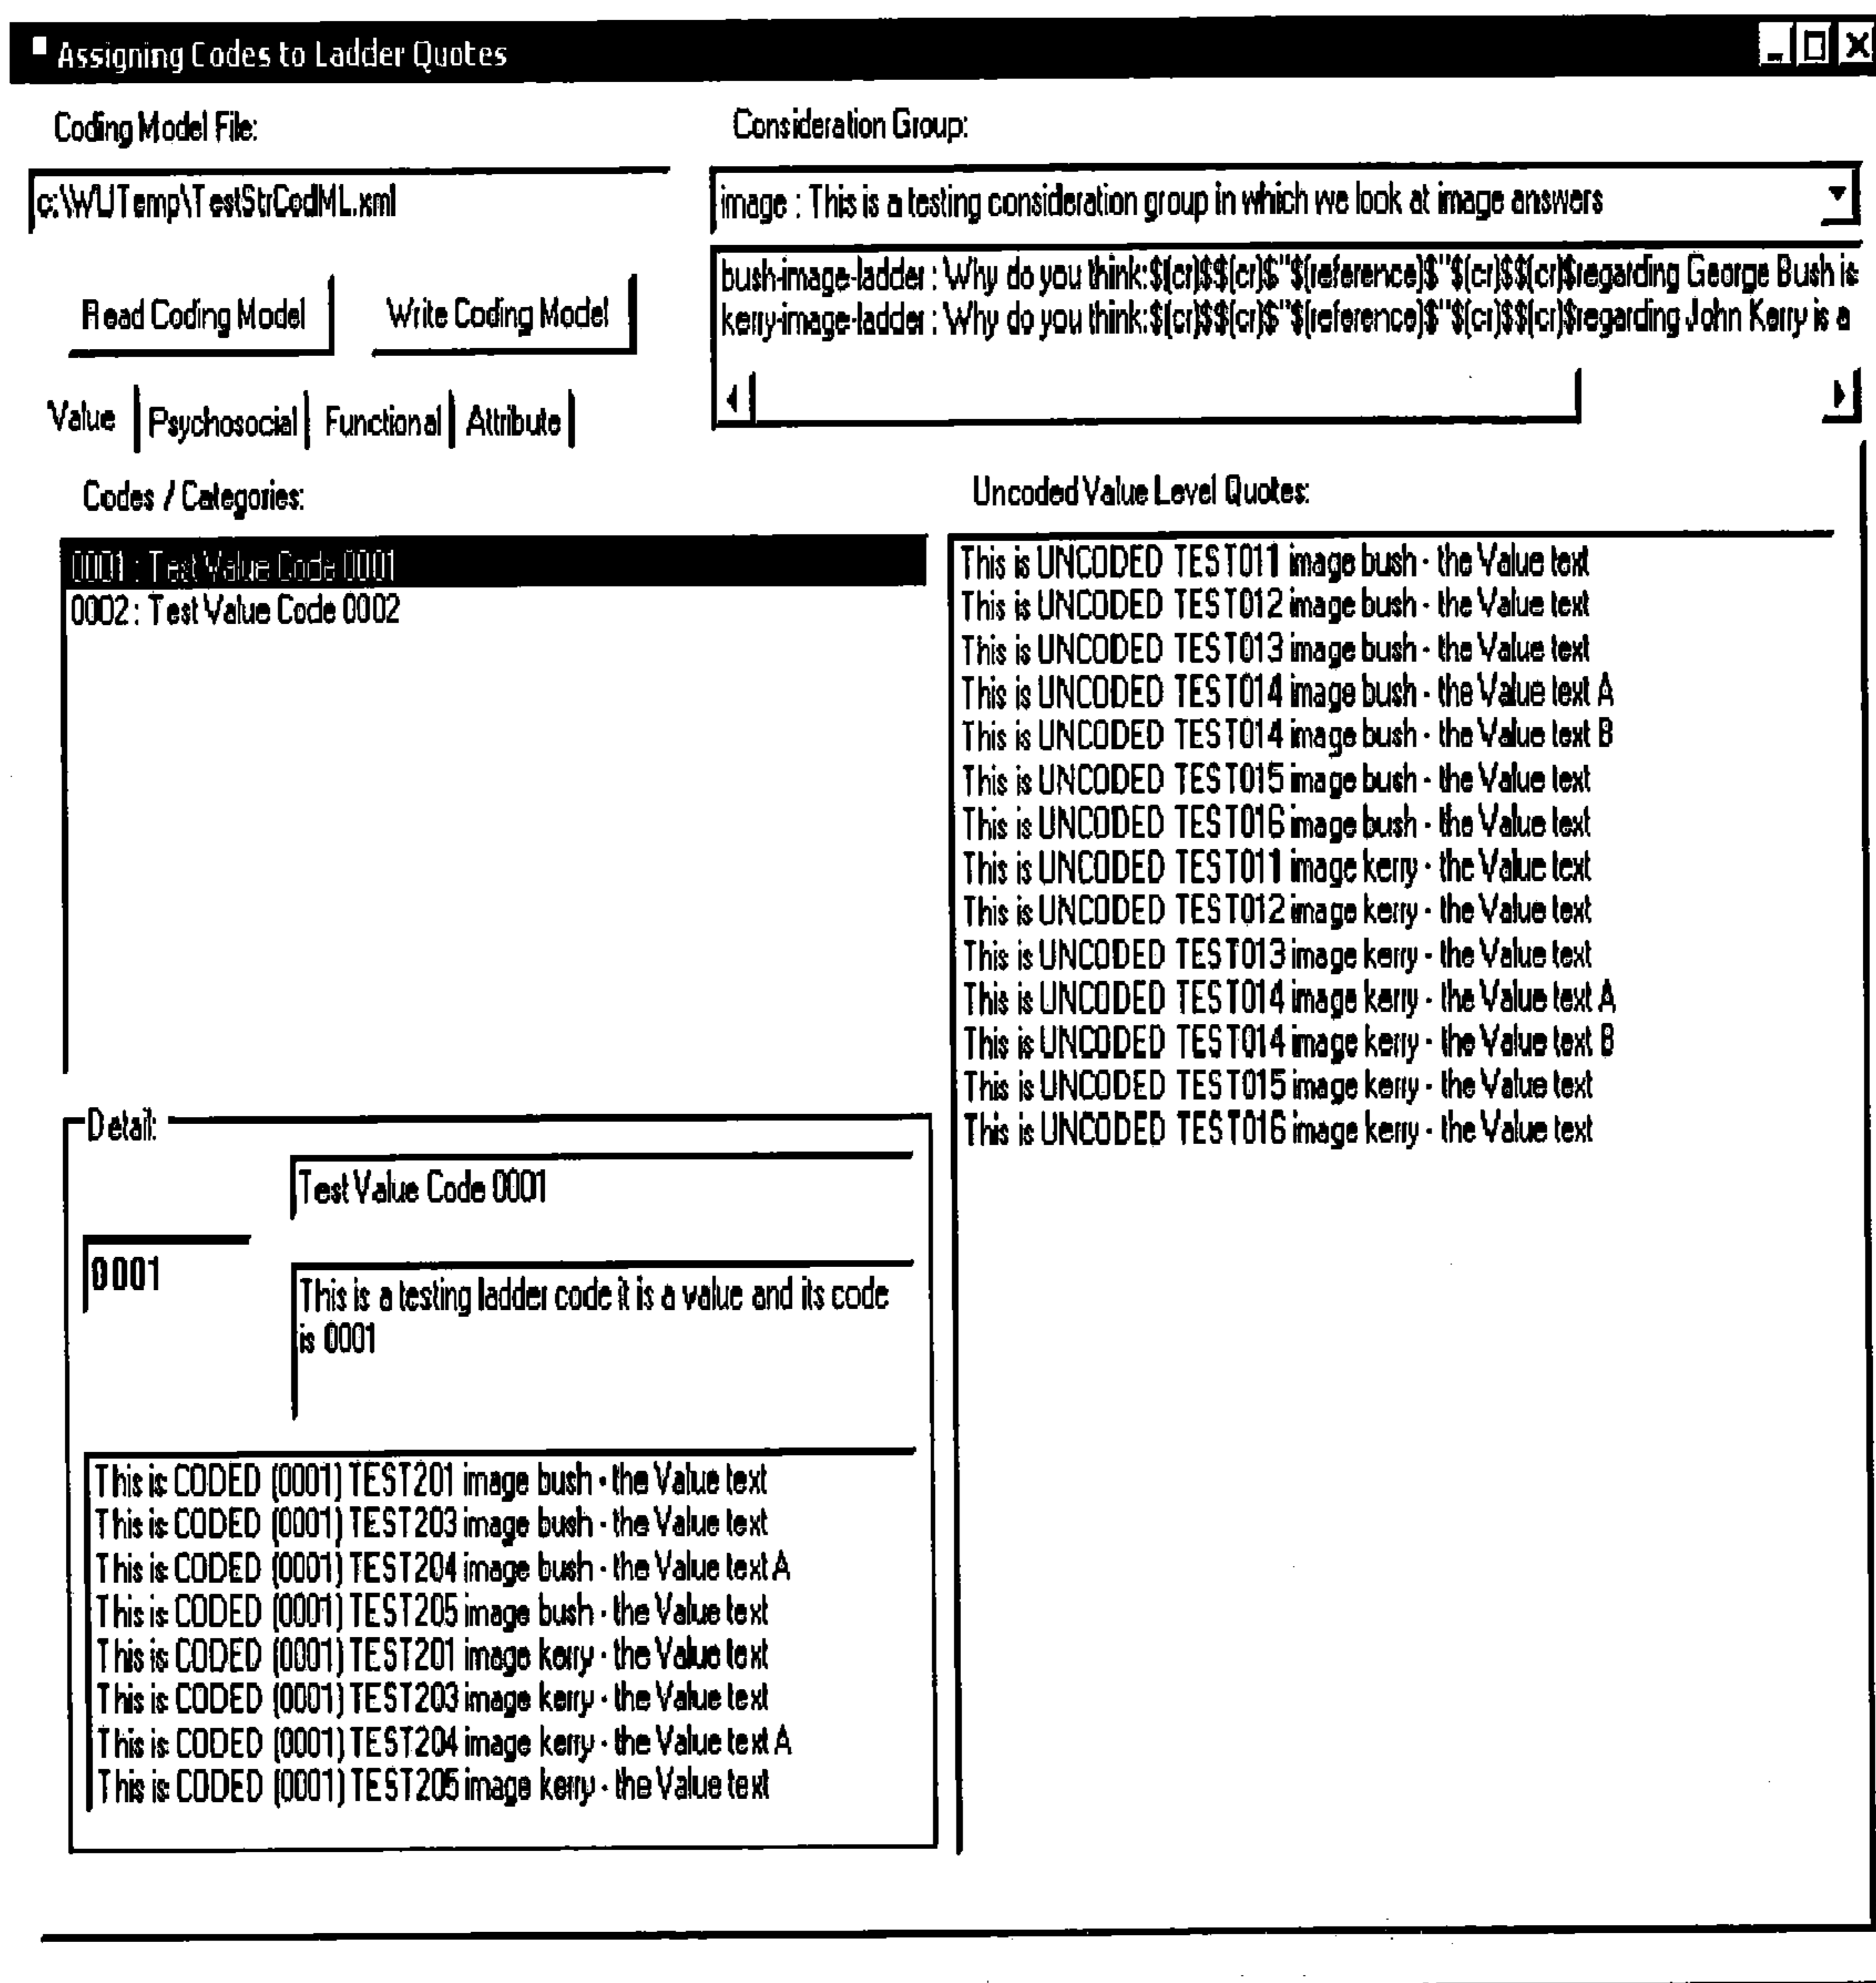 Assigning Codes to Ladder Quotes
Coding Model File:
c:\WUTemp\TestStrCodML.xml
Read Coding Model
Write Coding Model
Consideration Group:
image : This is a testing consideration group in which we look at image answers
bush-image-ladder : Why do you think:$(cr)$$(cr)$"$(reference)$"$(cr)$$(cr)$regarding George Bush is
kerry-image-ladder : Why do you think:$(cr)$$(cr)$"$(reference)$"$(cr)$$(cr)$regarding John Kerry is a
Value
Psychosocial
Functional
Attribute
Codes / Categories:
0001 : Test Value Code 0001
0002 : Test Value Code 0002
Detail:
Test Value Code 0001
0001
This is a testing ladder code it is a value and its code
is 0001
This is CODED (0001) TEST201 image bush - the Value text
This is CODED (0001) TEST203 image bush - the Value text
This is CODED (0001) TEST204 image bush - the Value text A
This is CODED (0001) TEST205 image bush - the Value text
This is CODED (0001) TEST201 image kerry - the Value text
This is CODED (0001) TEST203 image kerry - the Value text
This is CODED (0001) TEST204 image kerry - the Value text A
This is CODED (0001) TEST205 image kerry - the Value text
Uncoded Value Level Quotes:
This is UNCODED TEST011 image bush - the Value text
This is UNCODED TEST012 image bush - the Value text
This is UNCODED TEST013 image bush - the Value text
This is UNCODED TEST014 image bush - the Value text A
This is UNCODED TEST014 image bush - the Value text B
This is UNCODED TEST015 image bush - the Value text
This is UNCODED TEST016 image bush - the Value text
This is UNCODED TEST011 image kerry - the Value text
This is UNCODED TEST012 image kerry - the Value text
This is UNCODED TEST013 image kerry - the Value text
This is UNCODED TEST014 image kerry - the Value text A
This is UNCODED TEST014 image kerry - the Value text B
This is UNCODED TEST015 image kerry - the Value text
This is UNCODED TEST016 image kerry - the Value text